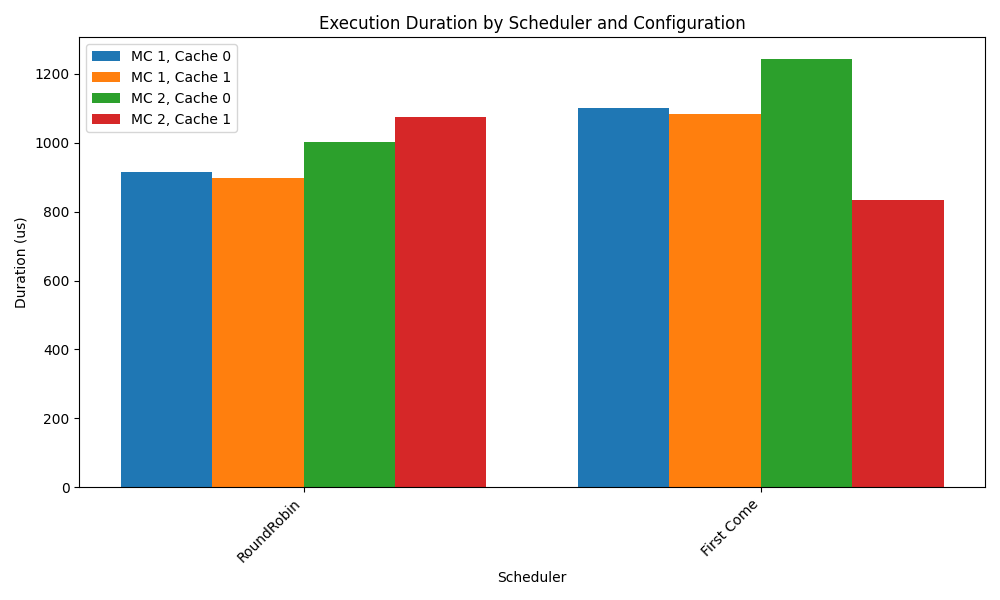 Execution Duration by Scheduler and Configuration
MC 1, Cache 0
MC 1, Cache 1
MC 2, Cache 0
MC 2, Cache 1
Duration (us)
1200
1000
800
600
400
200
0
RoundRobin
First Come
Scheduler